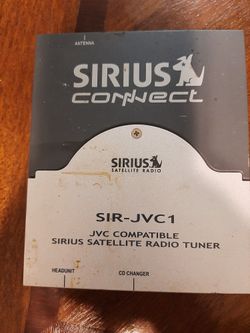 ANTENNA
SIRIUS
connect
SIRIUS
SATELLITE RADIO
SIR-JVC1
JVC COMPATIBLE
SIRIUS SATELLITE RADIO TUNER
HEADUNIT
CD CHANGER